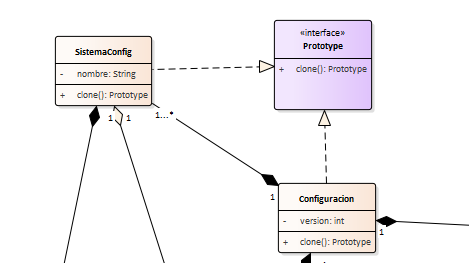 «interface»
Prototype
+ clone(): Prototype
SistemaConfig
- nombre: String
+ clone(): Prototype
1 1
1...*
1
Configuracion
- version: int
+ clone(): Prototype
1